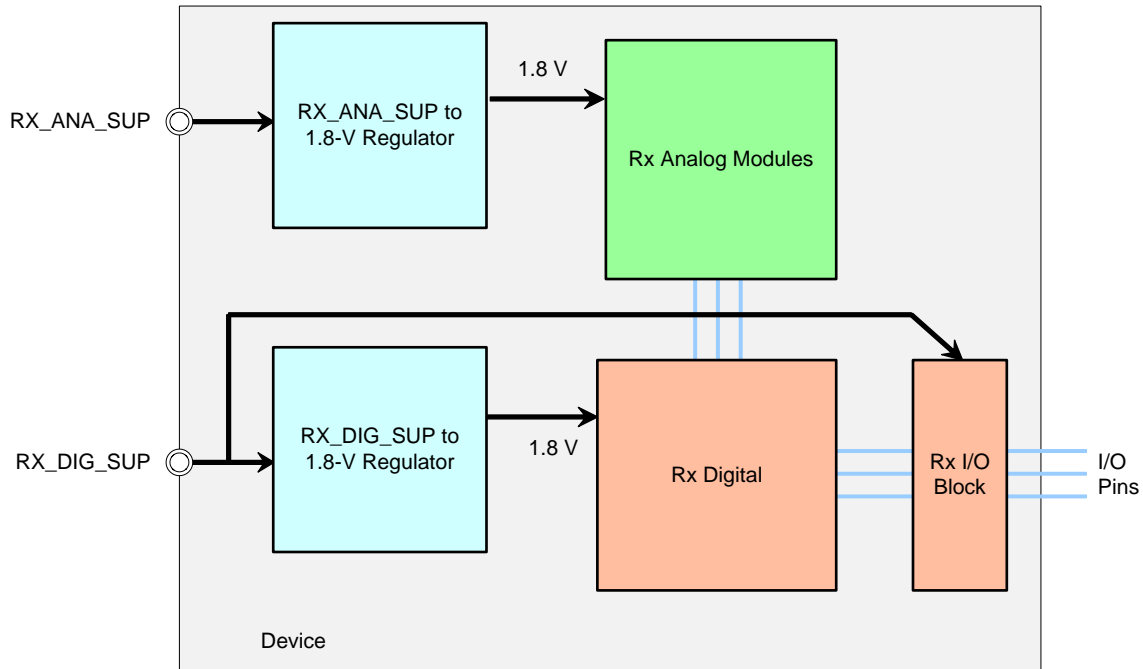 1.8 V
RX_ANA_SUP
RX_ANA_SUP to
1.8-V Regulator
Rx Analog Modules
RX_DIG_SUP
RX_DIG_SUP to
1.8-V Regulator
1.8 V
Rx Digital
Rx I/O
Block
I/O
Pins
Device